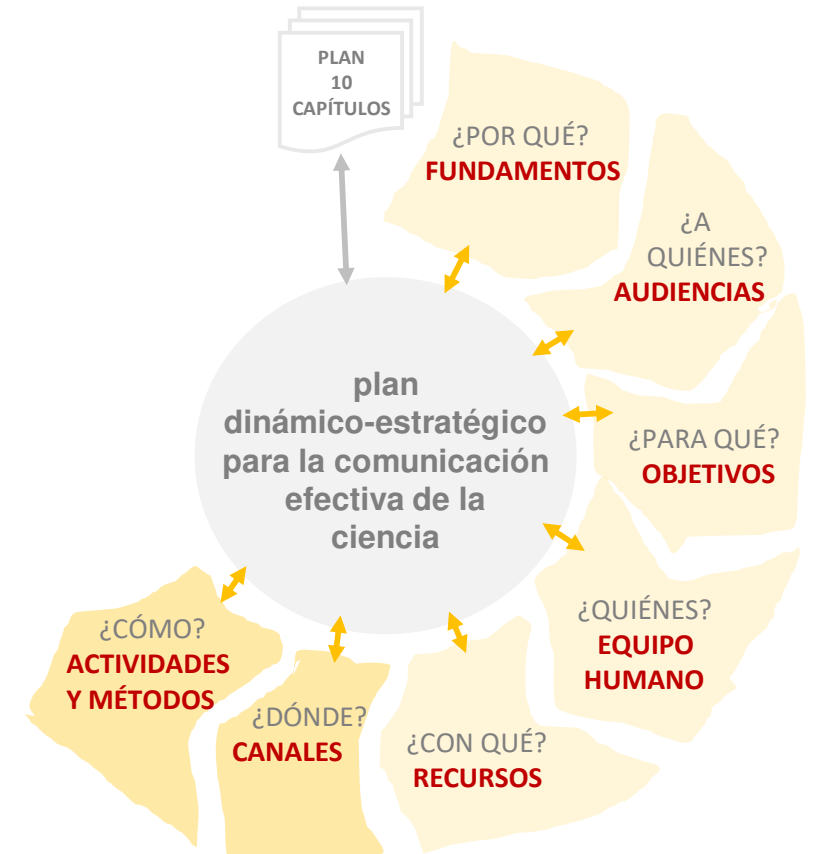 PLAN
10
CAPÍTULOS
¿POR QUÉ?
FUNDAMENTOS
¿A
QUIÉNES?
AUDIENCIAS
¿PARA QUÉ?
OBJETIVOS
¿QUIÉNES?
EQUIPO
HUMANO
¿CON QUÉ?
RECURSOS
¿DÓNDE?
CANALES
¿CÓMO?
ACTIVIDADES
Y MÉTODOS
plan
dinámico-estratégico
para la comunicación
efectiva de la
ciencia